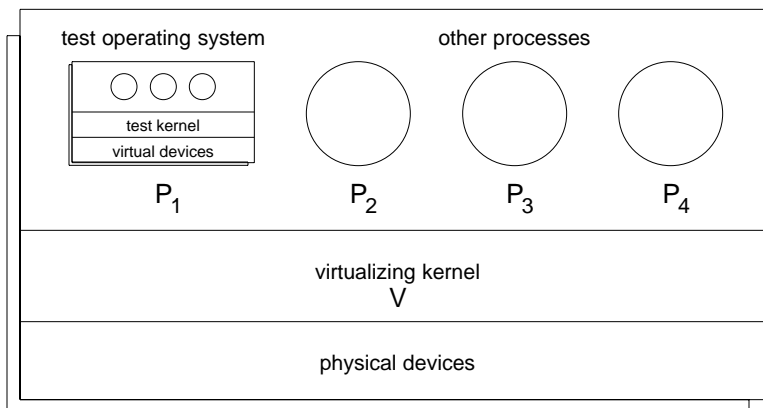 test operating system
other processes
test kernel
virtual devices
P1
P2
P3
P4
virtualizing kernel
V
physical devices